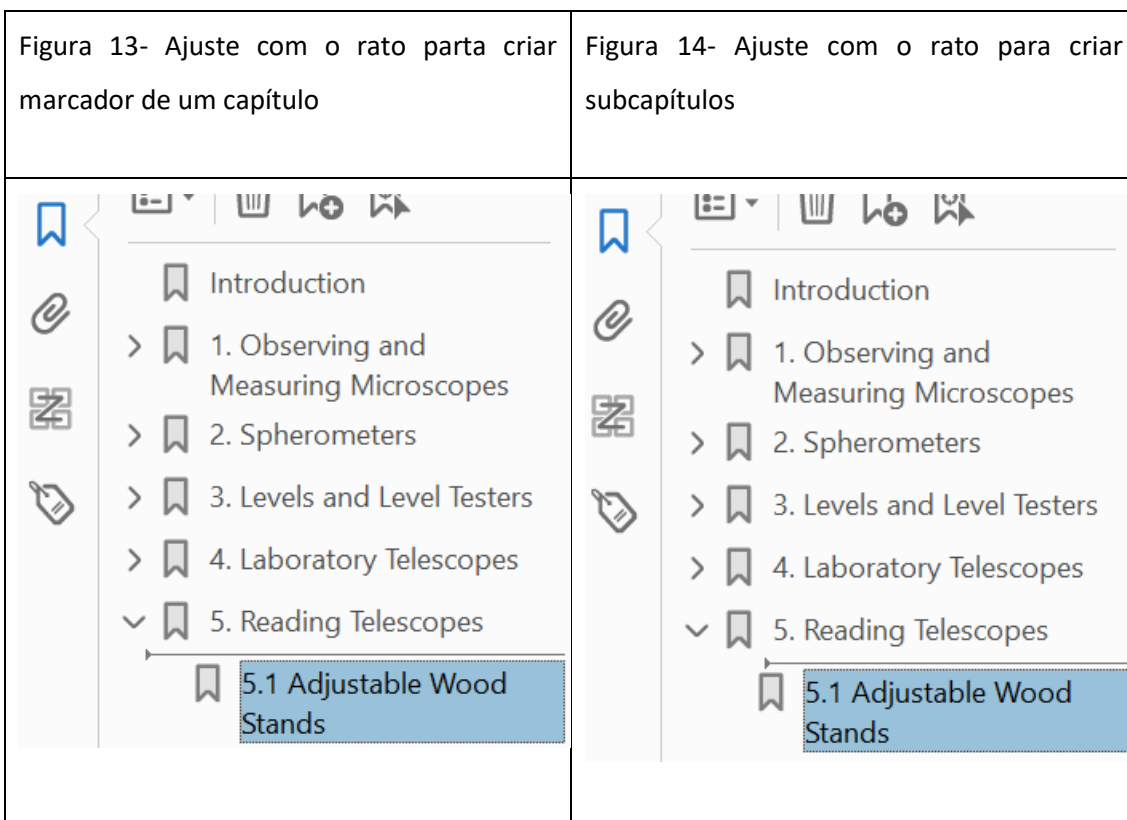 Figura 13- Ajuste com o rato parta criar
marcador de um capítulo
Figura 14- Ajuste com o rato para criar
subcapítulos
Introduction
1. Observing and
Measuring Microscopes
2. Spherometers
3. Levels and Level Testers
4. Laboratory Telescopes
5. Reading Telescopes
5.1 Adjustable Wood
Stands
Introduction
1. Observing and
Measuring Microscopes
2. Spherometers
3. Levels and Level Testers
4. Laboratory Telescopes
5. Reading Telescopes
5.1 Adjustable Wood
Stands